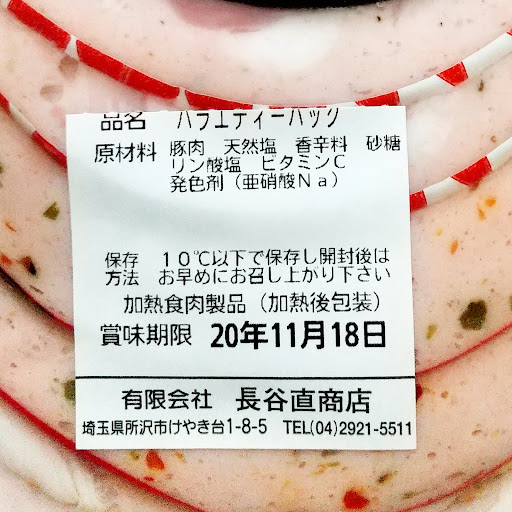 品名 バラエティーパック
原材料 豚肉 天然塩 香辛料 砂糖
リン酸塩 ビタミンC
発色剤(亜硝酸Na)
保存 10℃以下で保存し開封後は
方法 お早めにお召し上がり下さい
加熱食肉製品(加熱後包装)
賞味期限 20年11月18日
有限会社 長谷直商店
埼玉県所沢市けやき台1-8-5 TEL(04)2921-5511